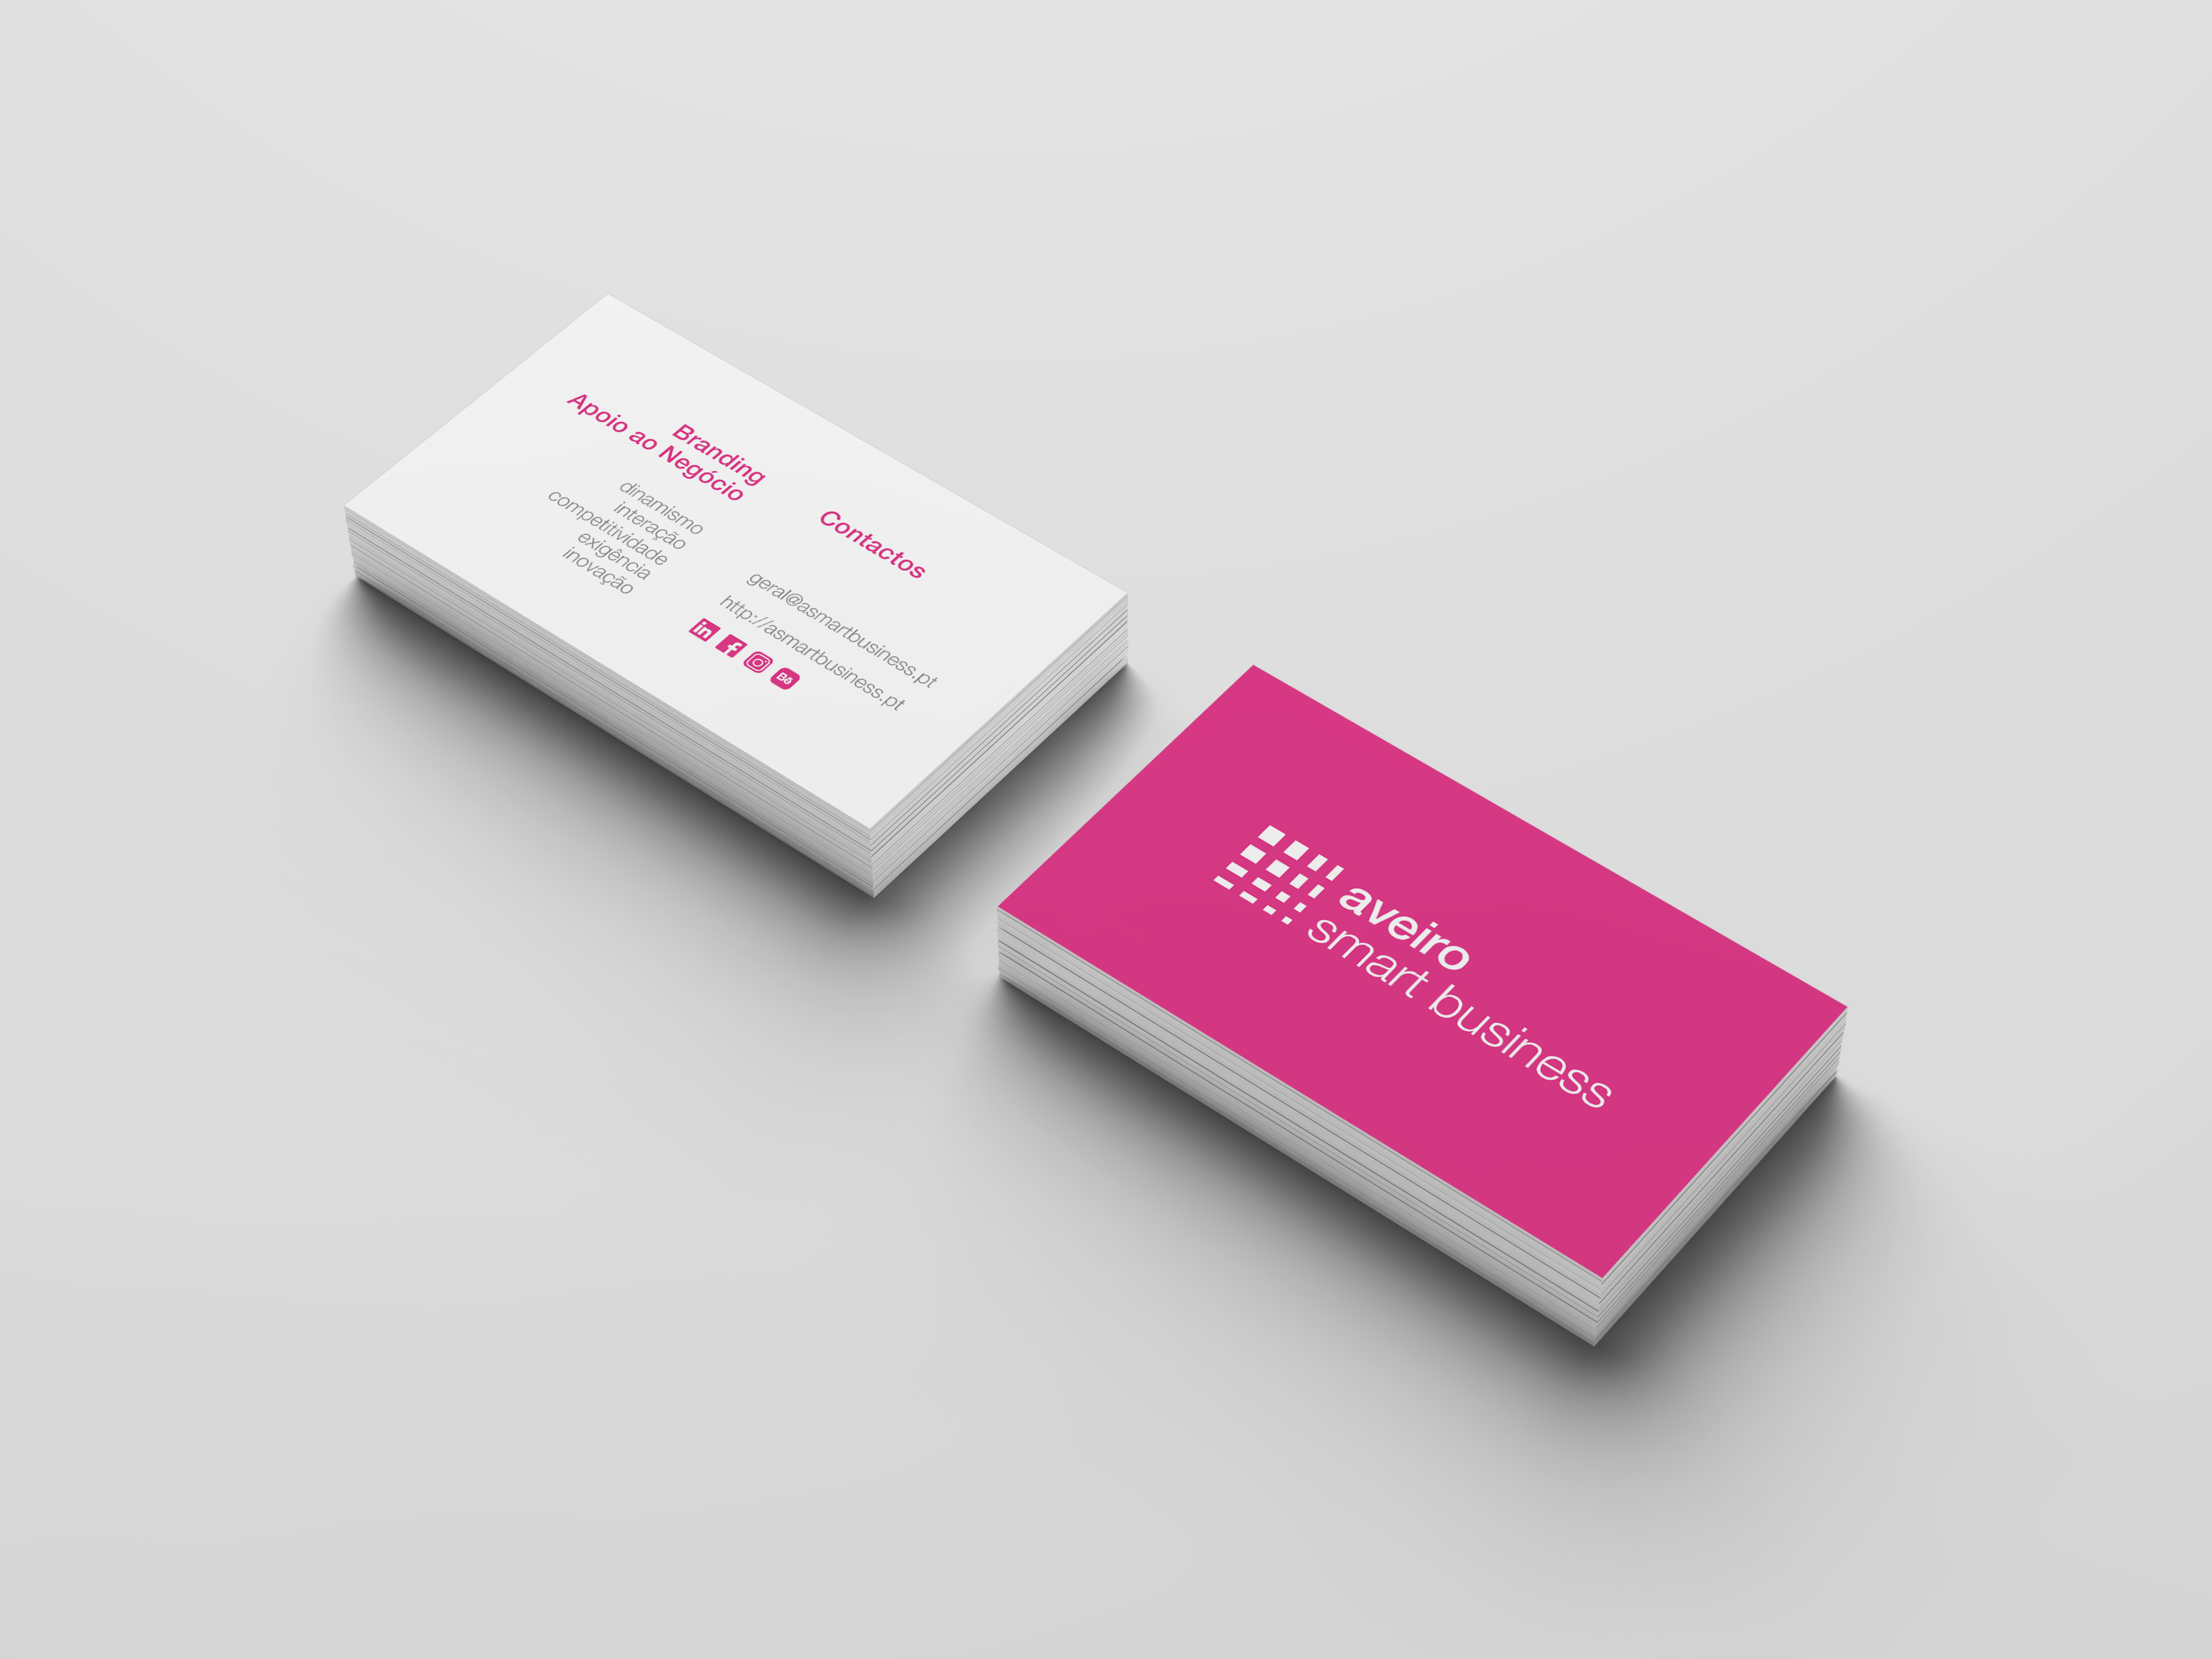 Branding
Apoio ao Negócio
dinamismo
interação
competitividade
exigência
inovação
Contactos
geral@asmartbusiness.pt
http://asmartbusiness.pt
in
f
Bē
aveiro
smart business